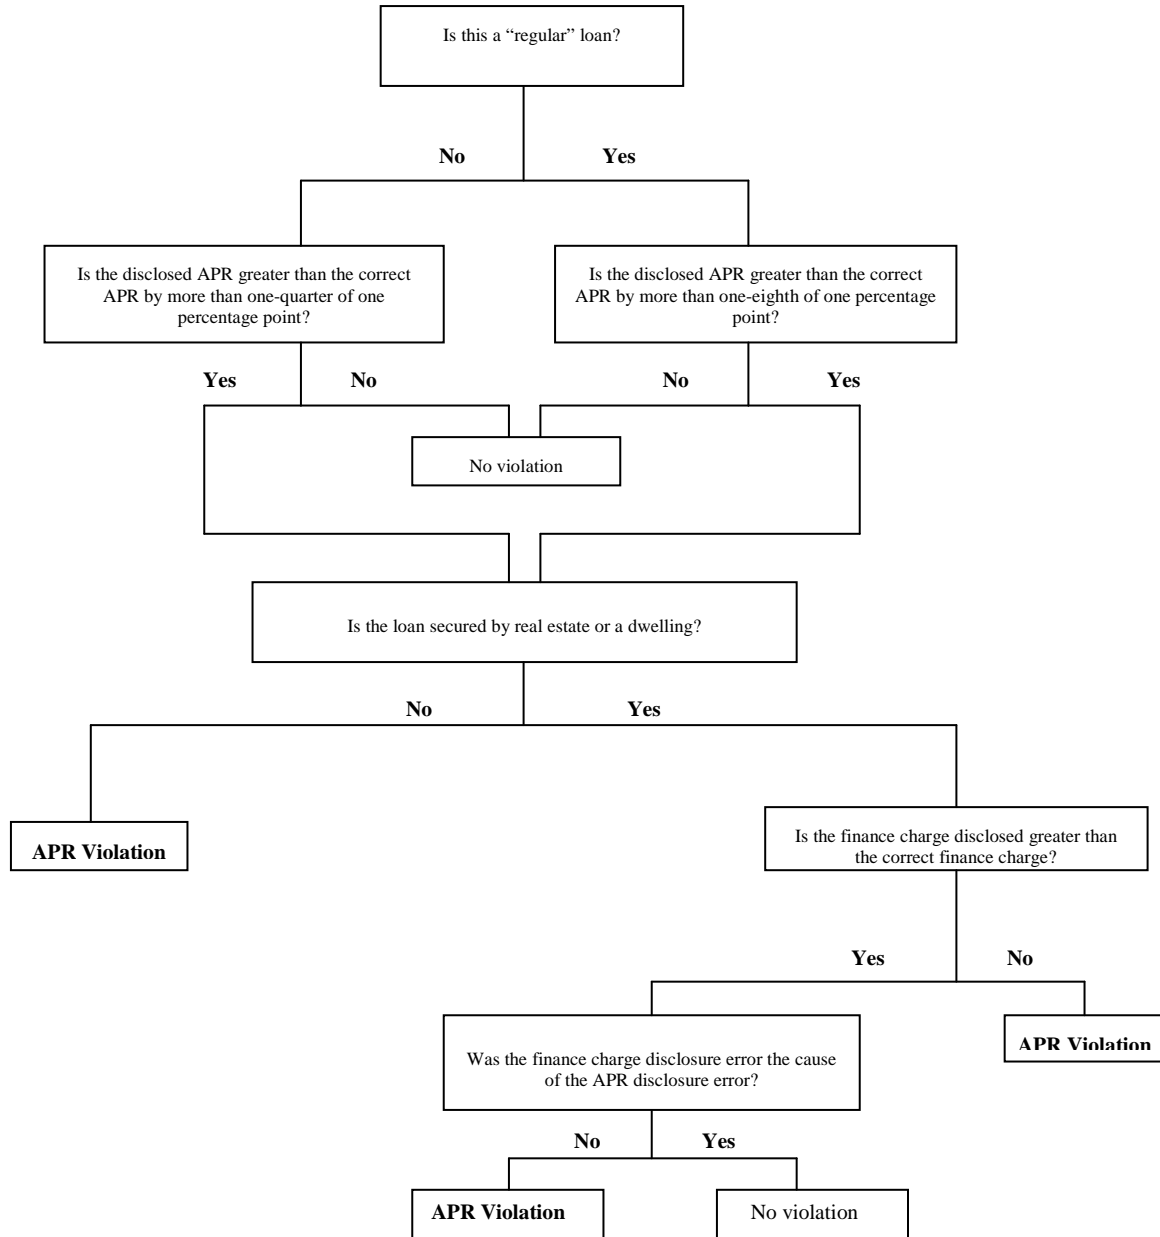 Is this a “regular” loan?
No Yes
Is the disclosed APR greater than the correct
APR by more than one-quarter of one
percentage point?
Is the disclosed APR greater than the correct
APR by more than one-eighth of one percentage
point?
Yes No
No Yes
No violation
Is the loan secured by real estate or a dwelling?
No Yes
APR Violation
Is the finance charge disclosed greater than
the correct finance charge?
Yes No
Was the finance charge disclosure error the cause
of the APR disclosure error?
APR Violation
No Yes
APR Violation
No violation